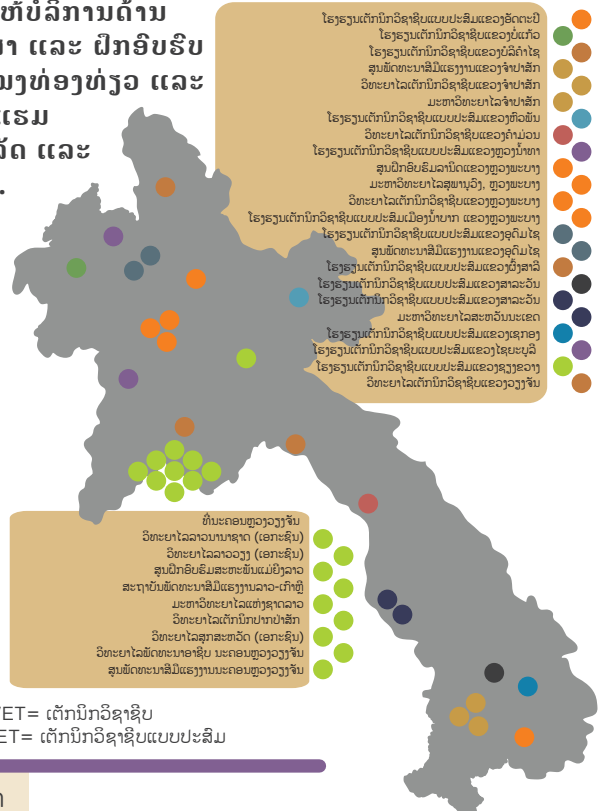 ຫ້ບໍລິການດ້ານ
າ ແລະ ຝຶກອົບຮົບ
ແໜງທ່ອງທ່ຽວ ແລະ
ແຮມ
ັດ ແລະ
.
ໂຮງຮຽນເຕັກນິກວິຊາຊີບແບບປະສົມແຂວງອັດຕະປື
ໂຮງຮຽນເຕັກນິກວິຊາຊີບແຂວງບໍ່ແກ້ວ
ໂຮງຮຽນເຕັກນິກວິຊາຊີບແຂວງບໍລິຄໍາໄຊ
ສູນພັດທະນາສີມືແຮງງານແຂວງຈໍາປາສັກ
ວິທະຍາໄລເຕັກນິກວິຊາຊີບແຂວງຈໍາປາສັກ
ມະຫາວິທະຍາໄລຈໍາປາສັກ
ໂຮງຮຽນເຕັກນິກວິຊາຊີບແບບປະສົມແຂວງຫົວພັນ
ວິທະຍາໄລເຕັກນິກວິຊາຊີບແຂວງຄໍາມ່ວນ
ໂຮງຮຽນເຕັກນິກວິຊາຊີບແບບປະສົມແຂວງຫຼວງນໍ້າທາ
ສູນຝຶກອົບຮົມລານິດແຂວງຫຼວງພະບາງ
ມະຫາວິທະຍາໄລສຸພານຸວົງ, ຫຼວງພະບາງ
ວິທະຍາໄລເຕັກນິກວິຊາຊີບແຂວງຫຼວງພະບາງ
ໂຮງຮຽນເຕັກນິກວິຊາຊີບແບບປະສົມເມືອງນໍ້າບາກ ແຂວງຫຼວງພະບາງ
ໂຮງຮຽນເຕັກນິກວິຊາຊີບແບບປະສົມແຂວງອຸດົມໄຊ
ສູນພັດທະນາສີມືແຮງງານແຂວງອຸດົມໄຊ
ໂຮງຮຽນເຕັກນິກວິຊາຊີບແບບປະສົມແຂວງຜົ້ງສາລີ
ໂຮງຮຽນເຕັກນິກວິຊາຊີບແບບປະສົມແຂວງສາລະວັນ
ໂຮງຮຽນເຕັກນິກວິຊາຊີບແບບປະສົມແຂວງສາລະວັນ
ມະຫາວິທະຍາໄລສະຫວັນນະເຂດ
ໂຮງຮຽນເຕັກນິກວິຊາຊີບແບບປະສົມແຂວງເຊກອງ
ໂຮງຮຽນເຕັກນິກວິຊາຊີບແບບປະສົມແຂວງໄຊຍະບູລີ
ໂຮງຮຽນເຕັກນິກວິຊາຊີບແບບປະສົມແຂວງຊຽງຂວາງ
ວິທະຍາໄລເຕັກນິກວິຊາຊີບແຂວງວຽງຈັນ
ທີ່ນະຄອນຫຼວງວຽງຈັນ
ວິທະຍາໄລລາວນານາຊາດ (ເອກະຊົນ)
ວິທະຍາໄລລາວວຽງ (ເອກະຊົນ)
ສູນຝຶກອົບຮົມສະຫະພັນແມ່ຍິງລາວ
ສະຖາບັນພັດທະນາສີມືແຮງງານລາວ-ເກົາຫຼີ
ມະຫາວິທະຍາໄລແຫ່ງຊາດລາວ
ວິທະຍາໄລເຕັກນິກປາກປ່າສັກ
ວິທະຍາໄລສຸກສະຫວັດ (ເອກະຊົນ)
ວິທະຍາໄລພັດທະນາອາຊີບ ນະຄອນຫຼວງວຽງຈັນ
ສູນພັດທະນາສີມືແຮງງານນະຄອນຫຼວງວຽງຈັນ
VET= ເຕັກນິກວິຊາຊີບ
ET= ເຕັກນິກວິຊາຊີບແບບປະສົມ